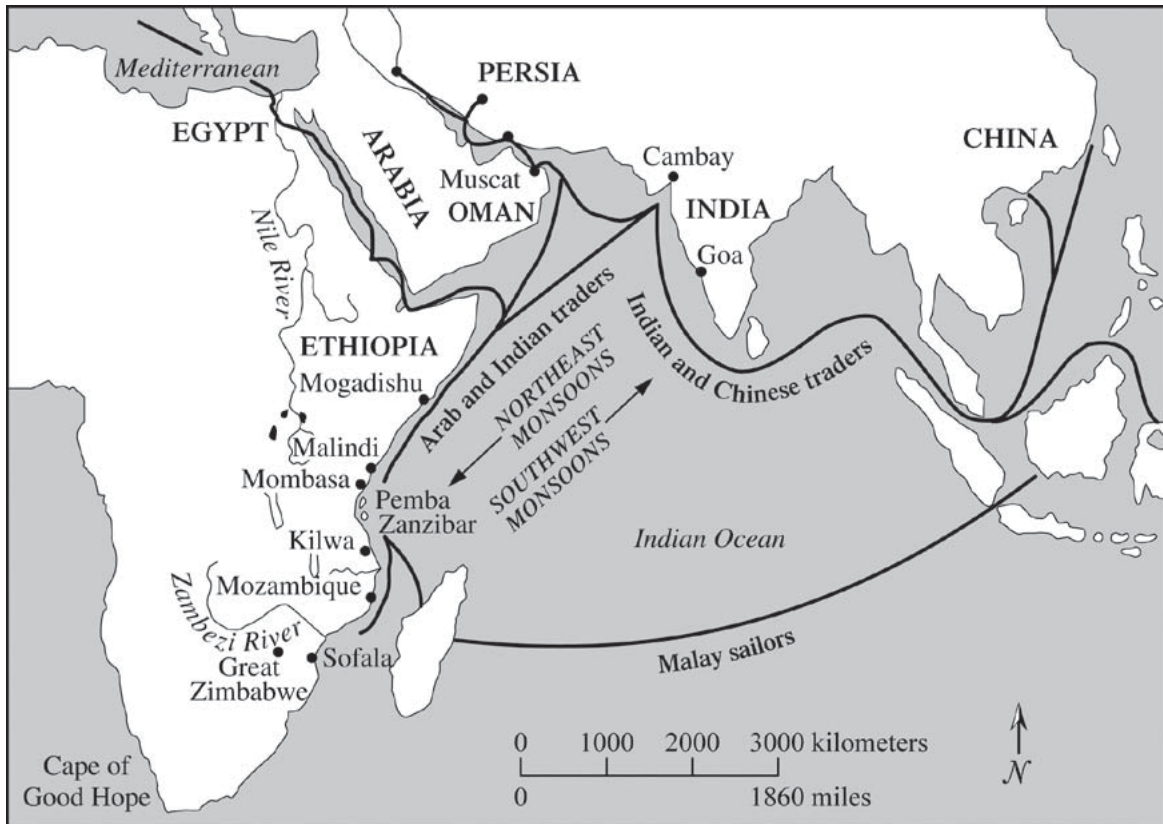 Mediterranean
PERSIA
EGYPT
ARABIA
CHINA
Cambay
Muscat
OMAN
INDIA
Nile River
Goa
ETHIOPIA
Mogadishu
Arab and Indian traders
NORTHEAST
MONSOONS
SOUTHWEST
MONSOONS
Indian and Chinese traders
Malindi
Mombasa
Pemba
Zanzibar
Kilwa
Indian Ocean
Mozambique
Zambezi River
Great
Zimbabwe
Sofala
Malay sailors
Cape of
Good Hope
0 1000 2000 3000 kilometers
0 1860 miles
N